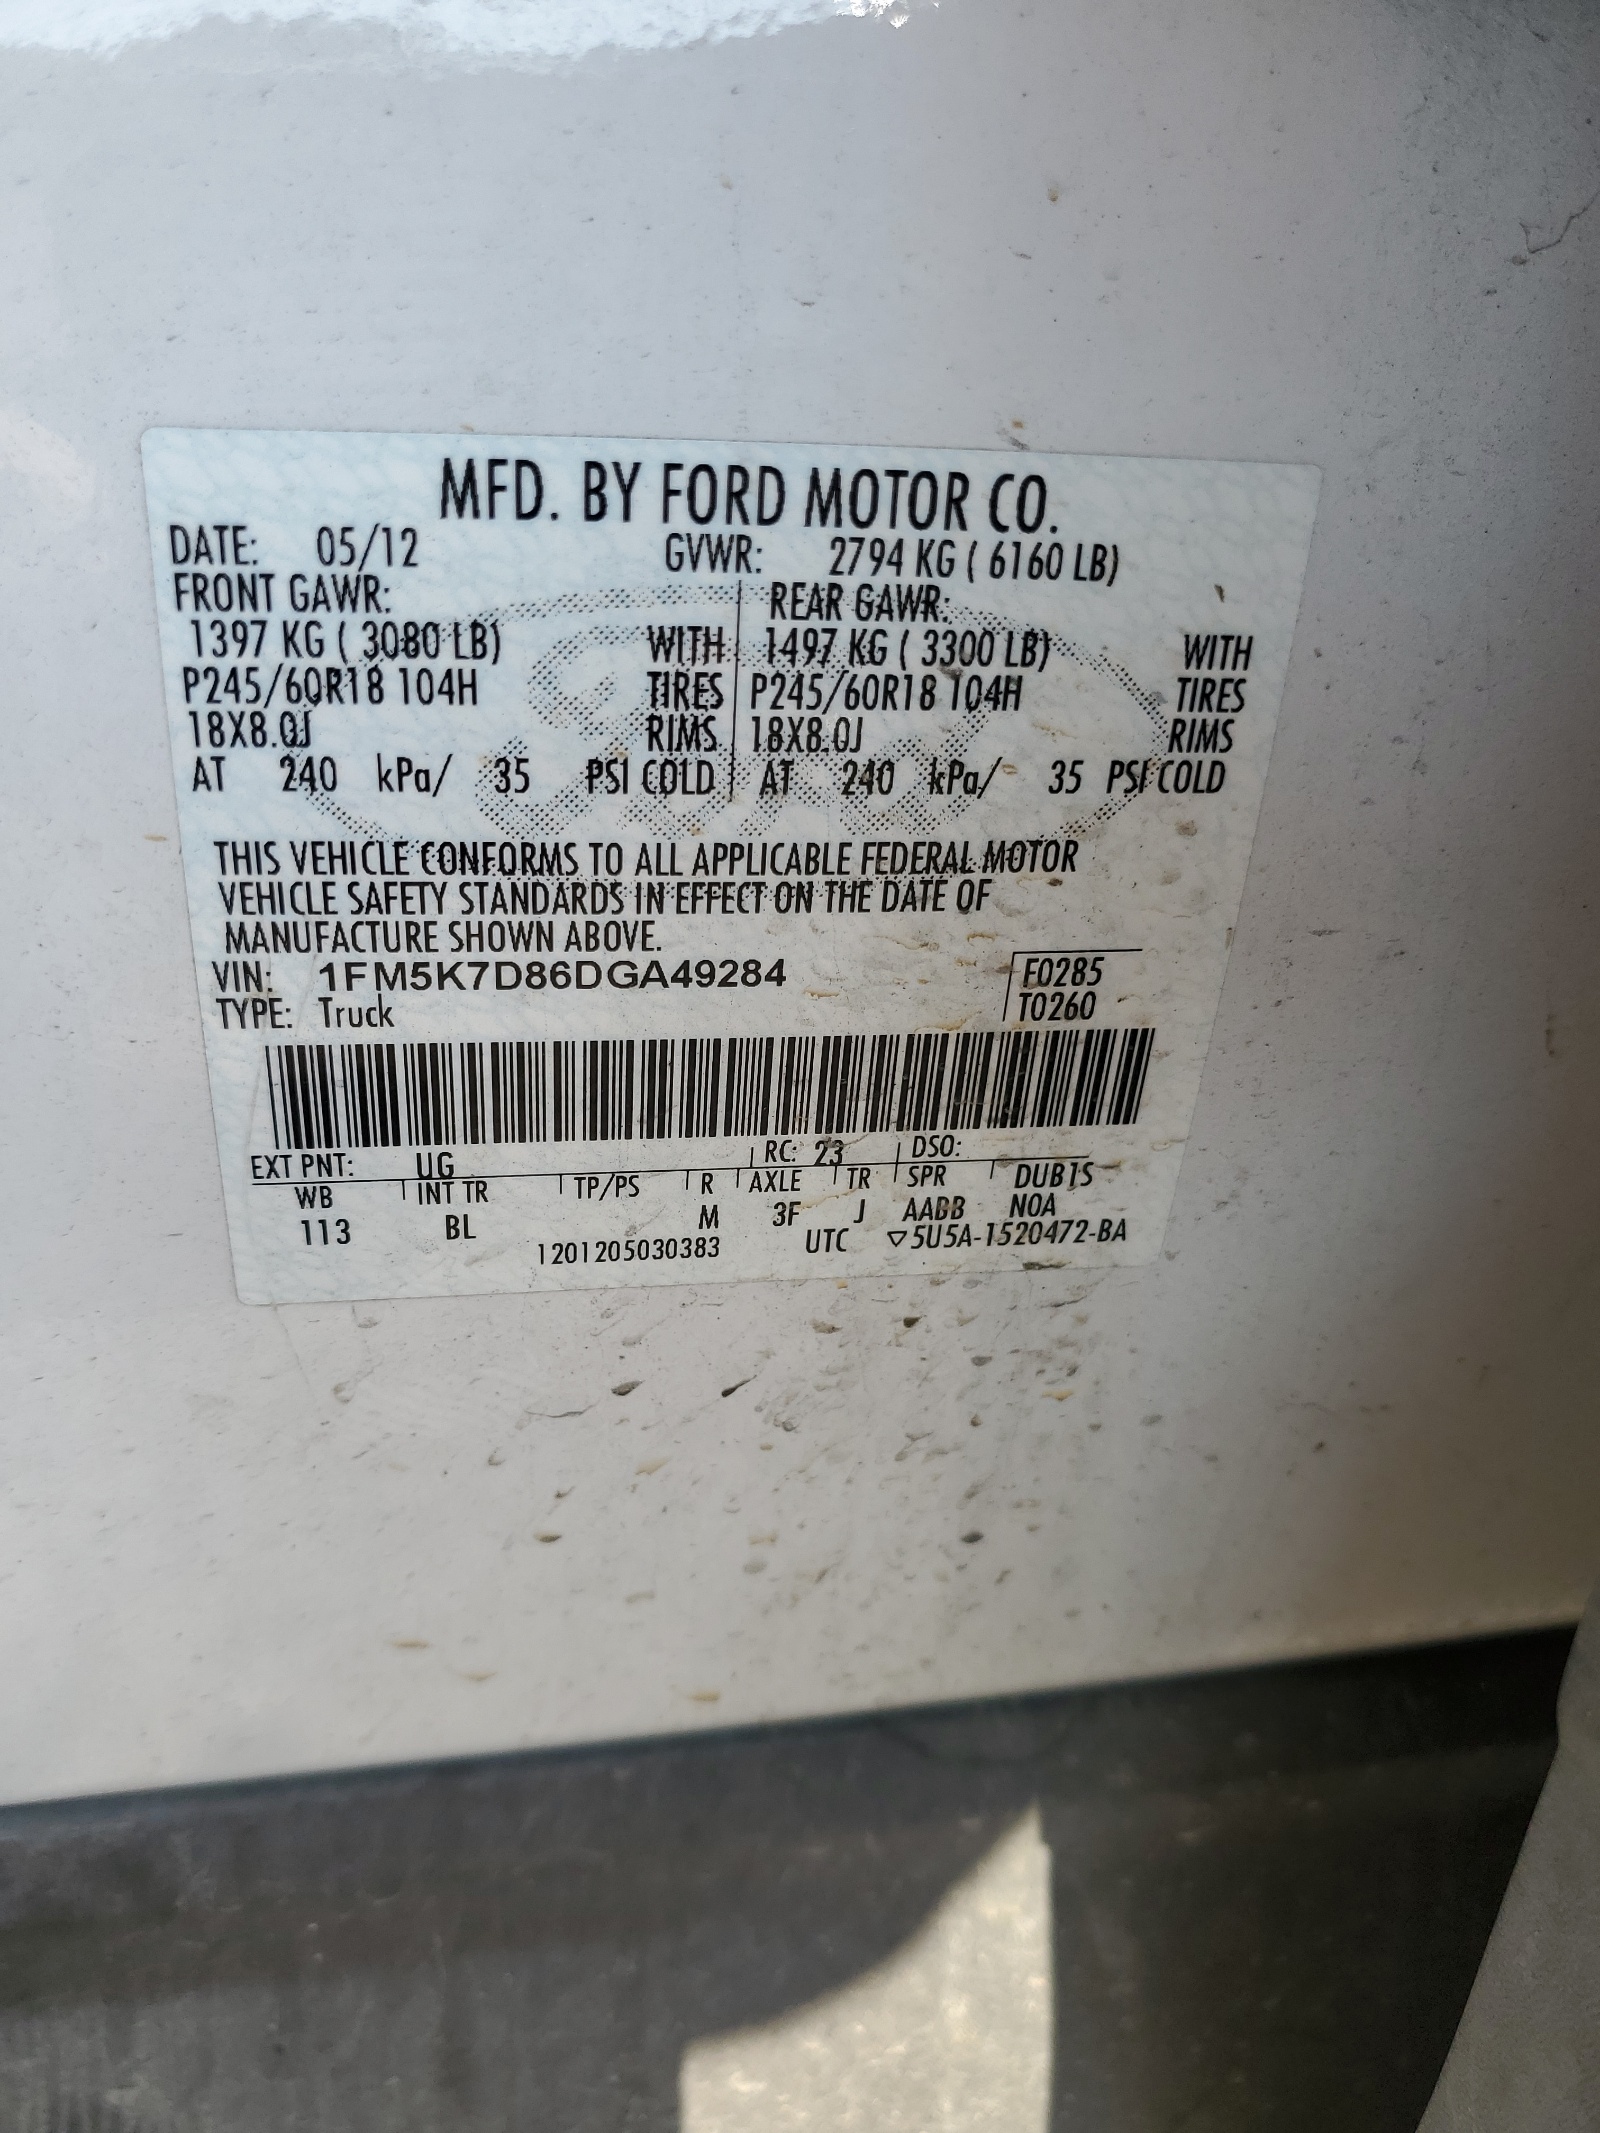 MFD. BY FORD MOTOR CO.
DATE: 05/12 GVWR: 2794 KG ( 6160 LB)
FRONT GAWR: REAR GAWR:
1397 KG ( 3080 LB) WITH 1497 KG ( 3300 LB) WITH
P245/60R18 104H TIRES P245/60R18 104H TIRES
18X8.0J RIMS 18X8.0J RIMS
AT 240 kPa/ 35 PSI COLD AT 240 kPa/ 35 PSI COLD
THIS VEHICLE CONFORMS TO ALL APPLICABLE FEDERAL MOTOR
VEHICLE SAFETY STANDARDS IN EFFECT ON THE DATE OF
MANUFACTURE SHOWN ABOVE.
VIN: 1FM5K7D86DGA49284 F0285
TYPE: Truck T0260
EXT PNT: UG RC: 23 DSO:
WB INT TR TP/PS R AXLE TR SPR DUBTS
113 BL M 3F J AABB NOA
1201205030383 UTC ▽5U5A-1520472-BA